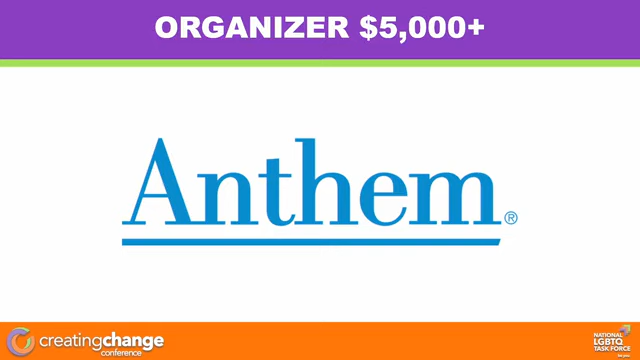 ORGANIZER $5,000+
Anthem®
creatingchange
conference
NATIONAL
LGBTQ
TASK FORCE